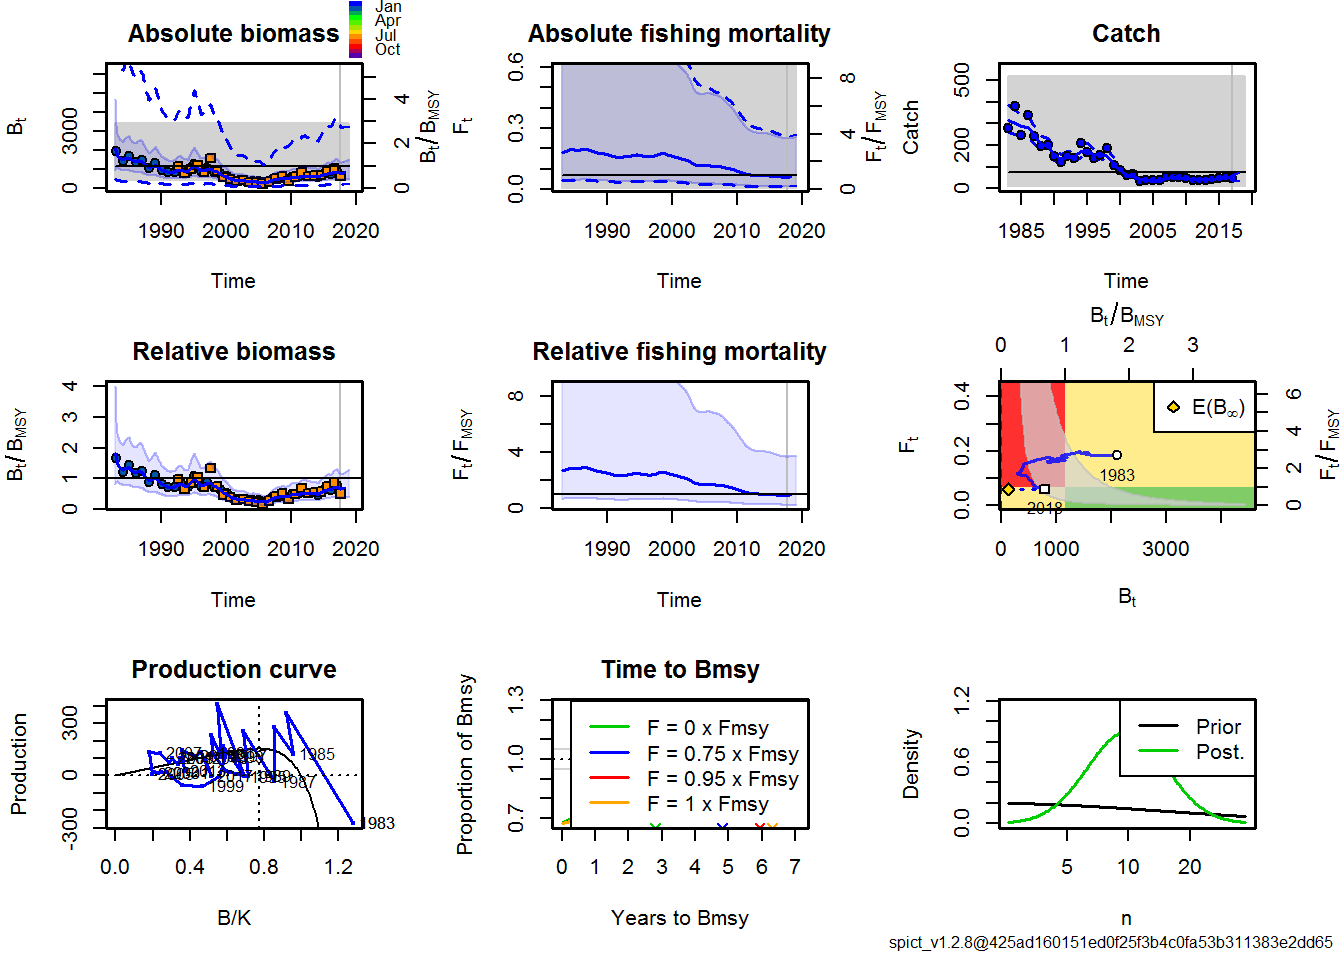 Jan
Apr
Jul
Oct
Absolute biomass
Absolute fishing mortality
Catch
Bt
0 3000
0 2 4
Bt/BMSY
1990 2000 2010 2020
Time
Ft
0.0 0.3 0.6
0 4 8
Ft/FMSY
1990 2000 2010 2020
Time
Catch
0 200 500
1985 1995 2005 2015
Time
Relative biomass
Relative fishing mortality
Bt/BMSY
0 1 2 3 4
1990 2000 2010 2020
Time
Ft/FMSY
0 4 8
1990 2000 2010 2020
Time
Bt/BMSY
0 1 2 3
E(B∞)
1983
2018
Ft
0.0 0.2 0.4
0 2 4 6
Ft/FMSY
0 1000 3000
Bt
Production curve
Time to Bmsy
Production
-300 0 300
1985
1987
1989
1999
1983
0.0 0.4 0.8 1.2
B/K
Proportion of Bmsy
0.7 1.0 1.3
F = 0 x Fmsy
F = 0.75 x Fmsy
F = 0.95 x Fmsy
F = 1 x Fmsy
0 1 2 3 4 5 6 7
Years to Bmsy
Density
0.0 0.6 1.2
Prior
Post.
5 10 20
n
spict_v1.2.8@425ad160151ed0f25f3b4c0fa53b311383e2dd65